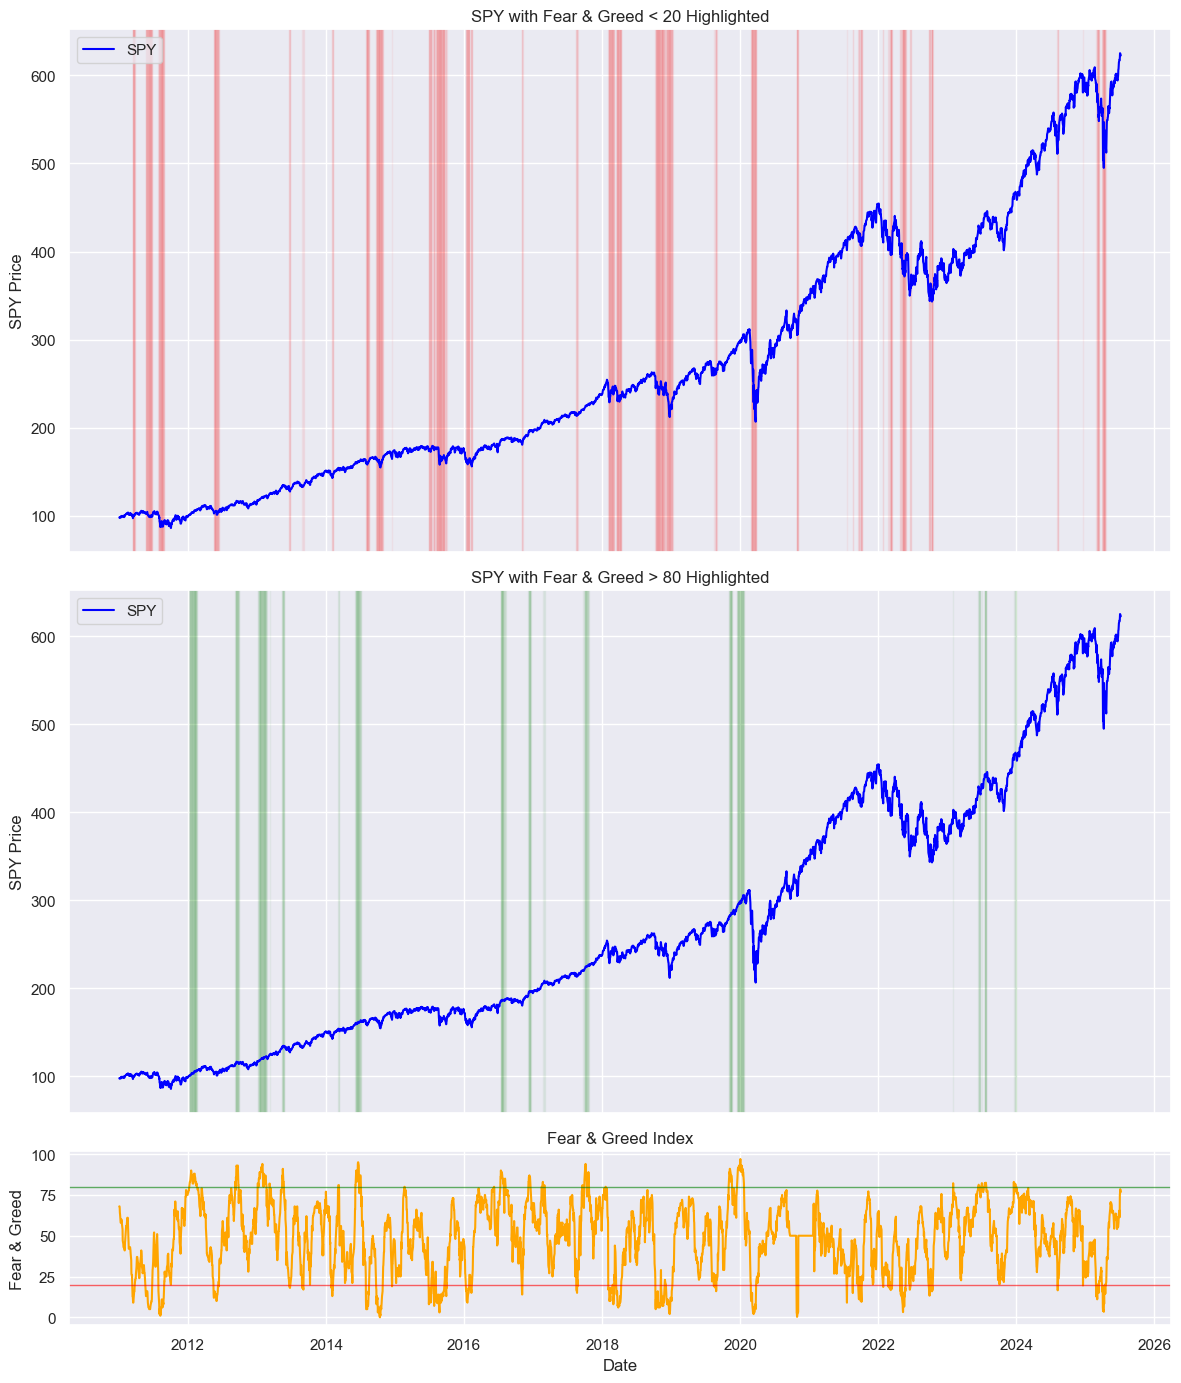 SPY with Fear & Greed < 20 Highlighted
SPY
SPY Price
600
500
400
300
200
100
SPY with Fear & Greed > 80 Highlighted
SPY
SPY Price
600
500
400
300
200
100
Fear & Greed Index
Fear & Greed
100
75
50
25
0
2012 2014 2016 2018 2020 2022 2024 2026
Date